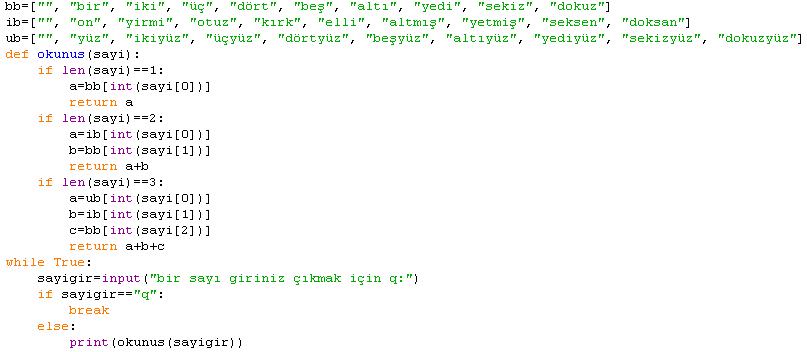 bb=["", "bir", "iki", "üç", "dört", "beş", "altı", "yedi", "sekiz", "dokuz"]
ib=["", "on", "yirmi", "otuz", "kırk", "elli", "altmış", "yetmiş", "seksen", "doksan"]
ub=["", "yüz", "ikiyüz", "üçyüz", "dörtyüz", "beşyüz", "altıyüz", "yediyüz", "sekizyüz", "dokuzyüz"]
def okunus(sayi):
    if len(sayi)==1:
        a=bb[int(sayi[0])]
        return a
    if len(sayi)==2:
        a=ib[int(sayi[0])]
        b=bb[int(sayi[1])]
        return a+b
    if len(sayi)==3:
        a=ub[int(sayi[0])]
        b=ib[int(sayi[1])]
        c=bb[int(sayi[2])]
        return a+b+c
while True:
    sayigir=input("bir sayı giriniz çıkmak için q:")
    if sayigir=="q":
        break
    else:
        print(okunus(sayigir))